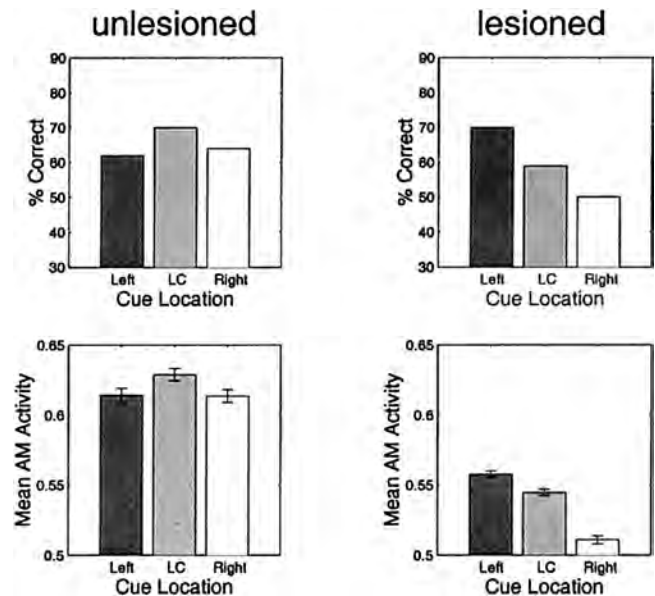 unlesioned
90
80
70
60
50
40
30
% Correct
Left LC Right
Cue Location
lesioned
90
80
70
60
50
40
30
% Correct
Left LC Right
Cue Location
0.65
0.6
0.55
0.5
Mean AM Activity
Left LC Right
Cue Location
0.65
0.6
0.55
0.5
Mean AM Activity
Left LC Right
Cue Location